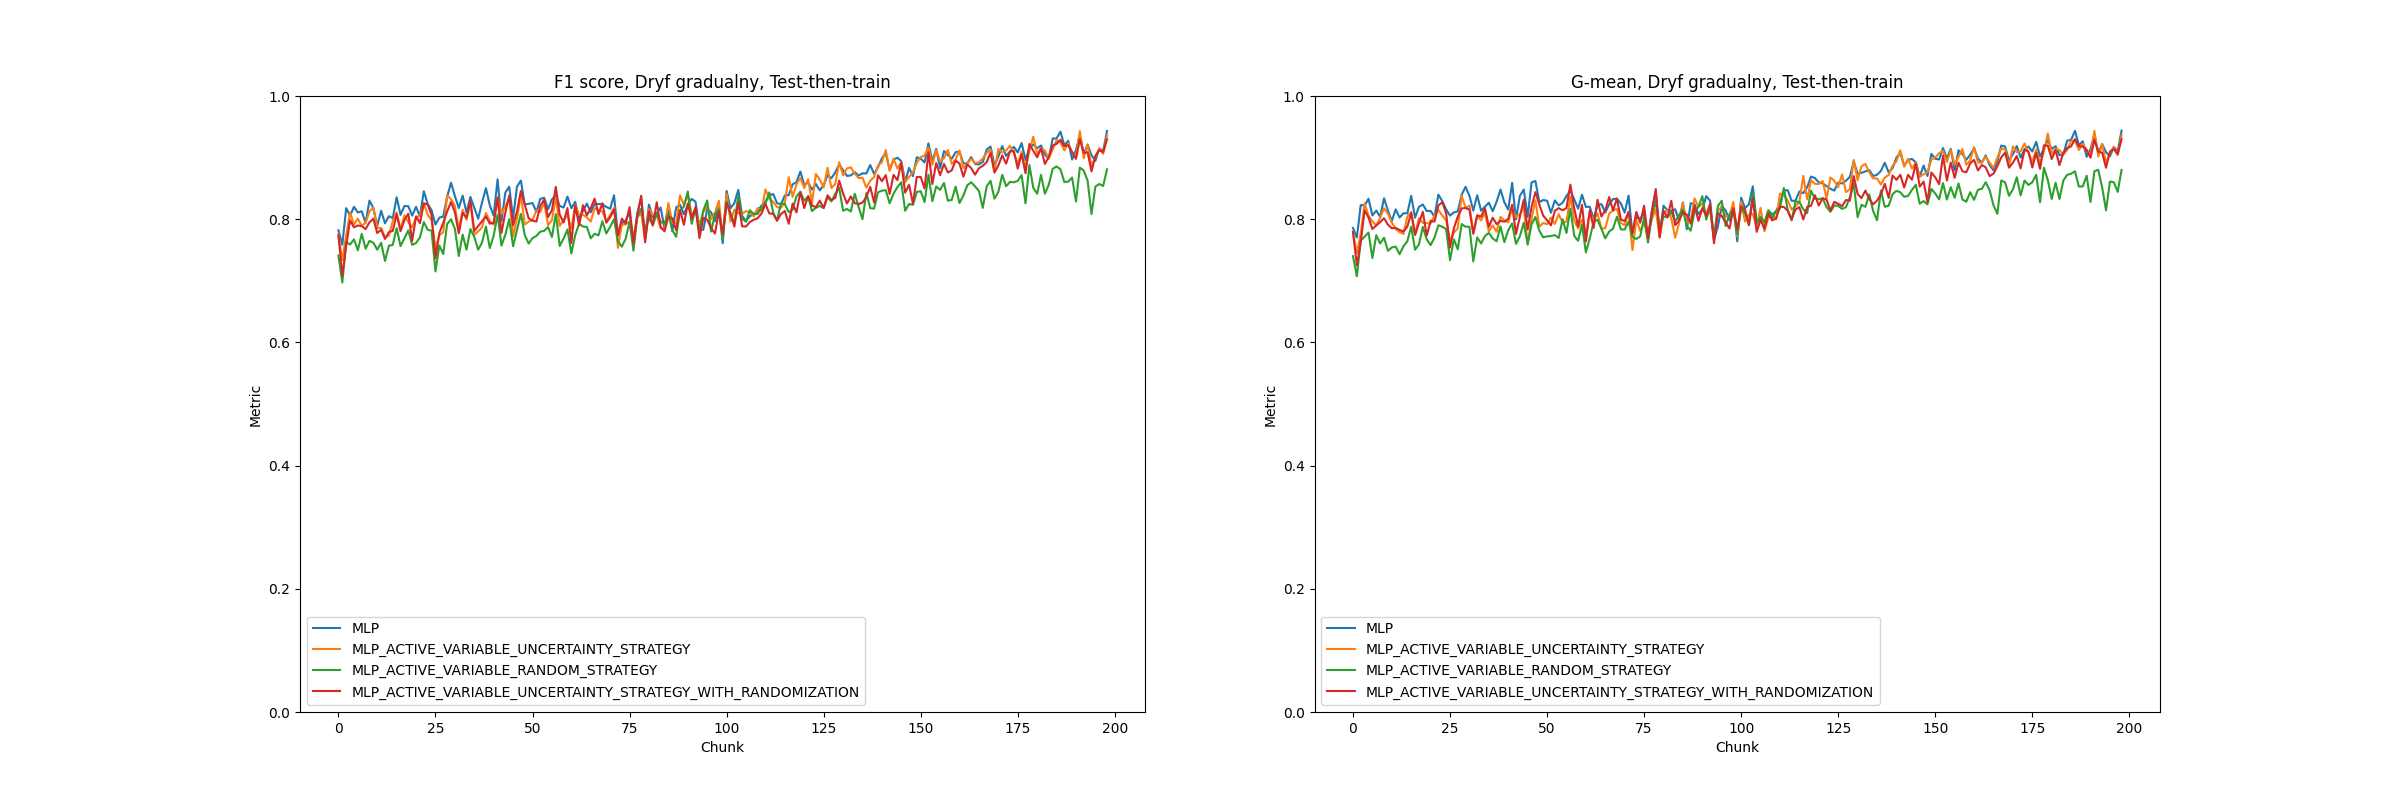 F1 score, Dryf gradualny, Test-then-train
1.0
0.8
0.6
0.4
0.2
0.0
Metric
MLP
MLP_ACTIVE_VARIABLE_UNCERTAINTY_STRATEGY
MLP_ACTIVE_VARIABLE_RANDOM_STRATEGY
MLP_ACTIVE_VARIABLE_UNCERTAINTY_STRATEGY_WITH_RANDOMIZATION
0 25 50 75 100 125 150 175 200
Chunk
G-mean, Dryf gradualny, Test-then-train
1.0
0.8
0.6
0.4
0.2
0.0
Metric
MLP
MLP_ACTIVE_VARIABLE_UNCERTAINTY_STRATEGY
MLP_ACTIVE_VARIABLE_RANDOM_STRATEGY
MLP_ACTIVE_VARIABLE_UNCERTAINTY_STRATEGY_WITH_RANDOMIZATION
0 25 50 75 100 125 150 175 200
Chunk